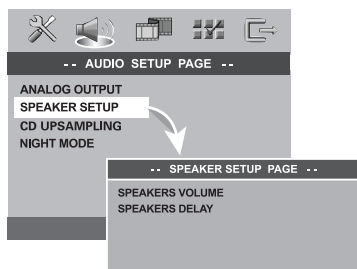 -- AUDIO SETUP PAGE --
ANALOG OUTPUT
SPEAKER SETUP
CD UPSAMPLING
NIGHT MODE
-- SPEAKER SETUP PAGE --
SPEAKERS VOLUME
SPEAKERS DELAY